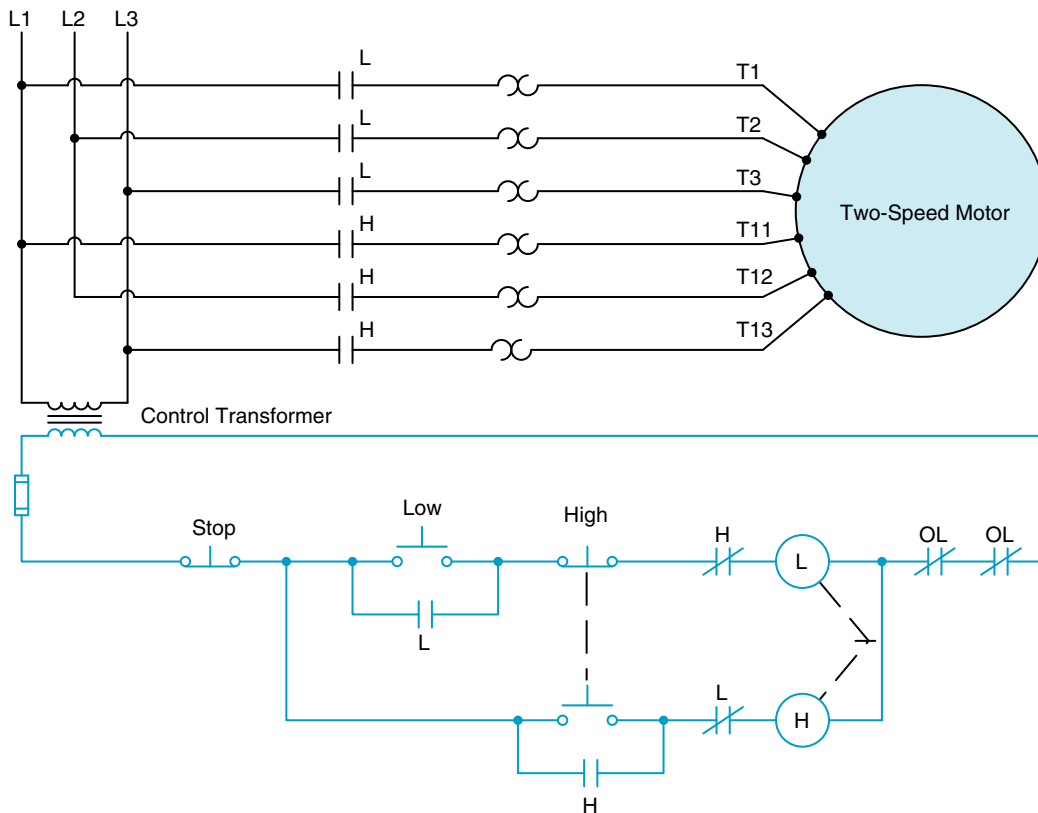 L1 L2 L3
L
T1
L
T2
L
T3
Two-Speed Motor
H
T11
H
T12
H
T13
Control Transformer
Stop
Low
High
H
L
OL
OL
L
L
H
H